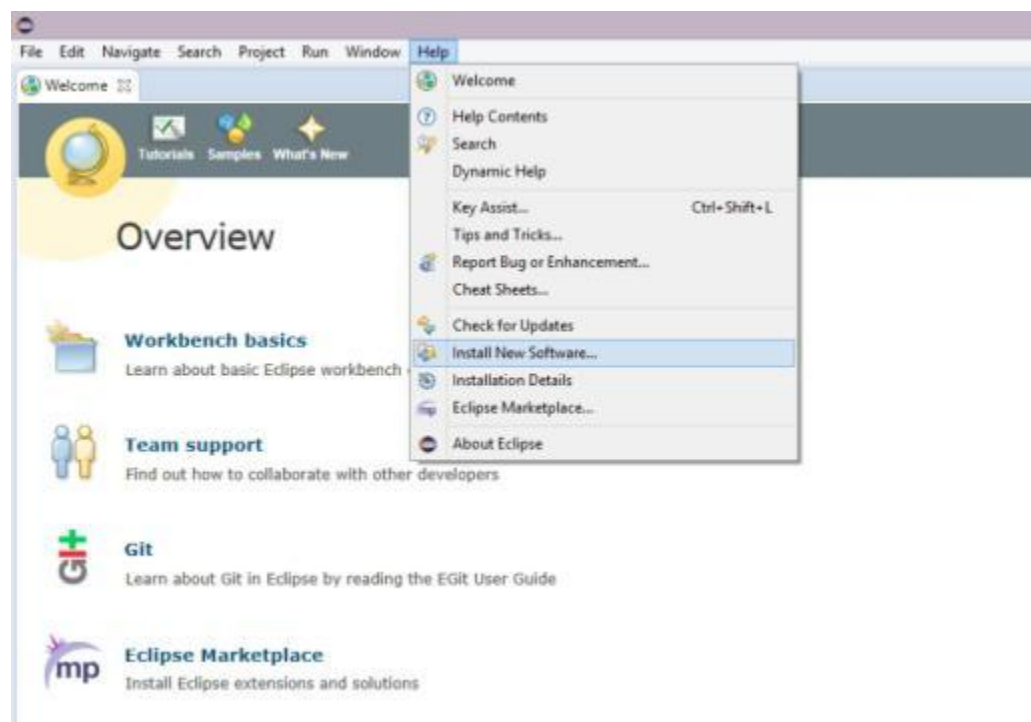 File Edit Navigate Search Project Run Window Help
Welcome
Tutorials Samples What's New
Welcome
Help Contents
Search
Dynamic Help
Key Assist... Ctrl+Shift+L
Tips and Tricks...
Report Bug or Enhancement...
Cheat Sheets...
Check for Updates
Install New Software...
Installation Details
Eclipse Marketplace...
About Eclipse
Overview
Workbench basics
Learn about basic Eclipse workbench
Team support
Find out how to collaborate with other developers
Git
Git
Learn about Git in Eclipse by reading the EGit User Guide
mp
Eclipse Marketplace
Install Eclipse extensions and solutions